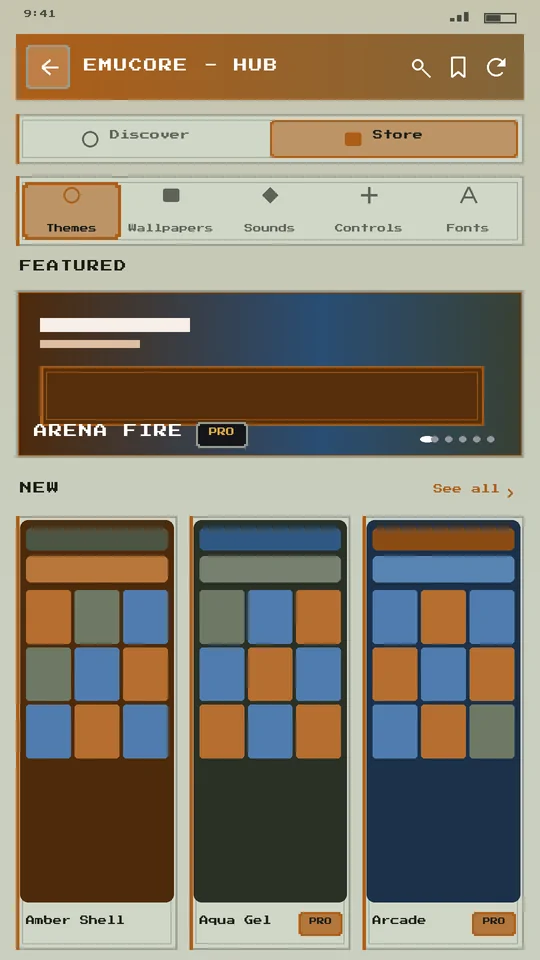 9:41
EMUCORE - HUB
Discover
Store
Themes
Wallpapers
Sounds
Controls
Fonts
FEATURED
ARENA FIRE
PRO
NEW
See all
Amber Shell
Aqua Gel
PRO
Arcade
PRO